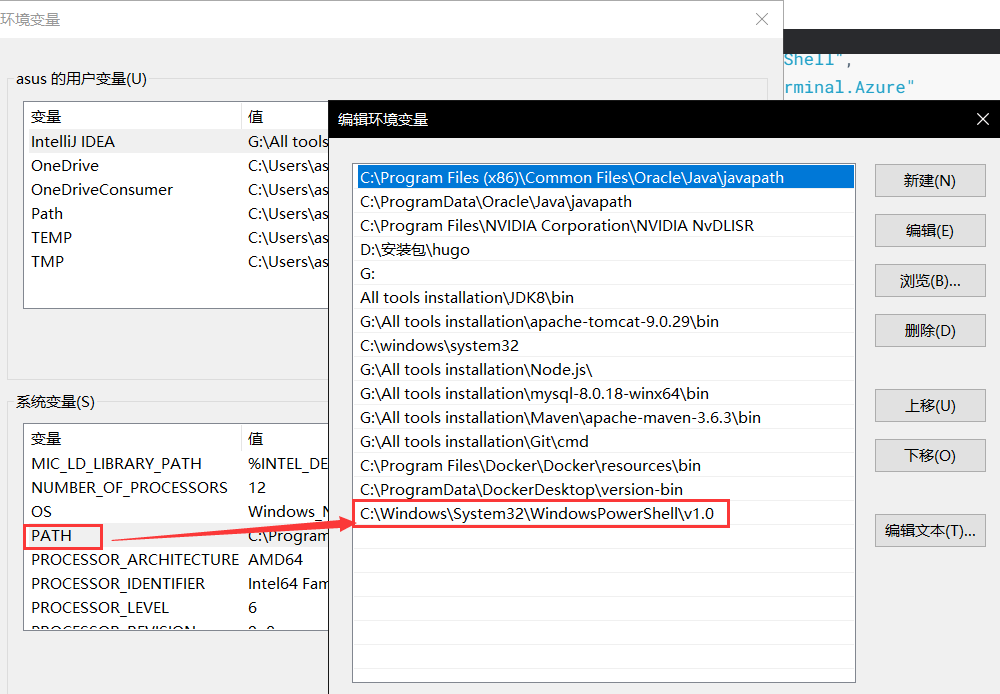 环境变量
Shell",
rminal.Azure"
asus 的用户变量(U)
变量 值
IntelliJ IDEA G:\All tools
OneDrive C:\Users\as
OneDriveConsumer C:\Users\as
Path C:\Users\as
TEMP C:\Users\as
TMP C:\Users\as
系统变量(S)
变量 值
MIC_LD_LIBRARY_PATH %INTEL_DE
NUMBER_OF_PROCESSORS 12
OS Windows_N
PATH C:\Program
PROCESSOR_ARCHITECTURE AMD64
PROCESSOR_IDENTIFIER Intel64 Fam
PROCESSOR_LEVEL 6
编辑环境变量
C:\Program Files (x86)\Common Files\Oracle\Java\javapath
C:\ProgramData\Oracle\Java\javapath
C:\Program Files\NVIDIA Corporation\NVIDIA NvDLISR
D:\安装包\hugo
G:
All tools installation\JDK8\bin
G:\All tools installation\apache-tomcat-9.0.29\bin
C:\windows\system32
G:\All tools installation\Node.js\
G:\All tools installation\mysql-8.0.18-winx64\bin
G:\All tools installation\Maven\apache-maven-3.6.3\bin
G:\All tools installation\Git\cmd
C:\Program Files\Docker\Docker\resources\bin
C:\ProgramData\DockerDesktop\version-bin
C:\Windows\System32\WindowsPowerShell\v1.0
新建(N)
编辑(E)
浏览(B)...
删除(D)
上移(U)
下移(O)
编辑文本(T)...